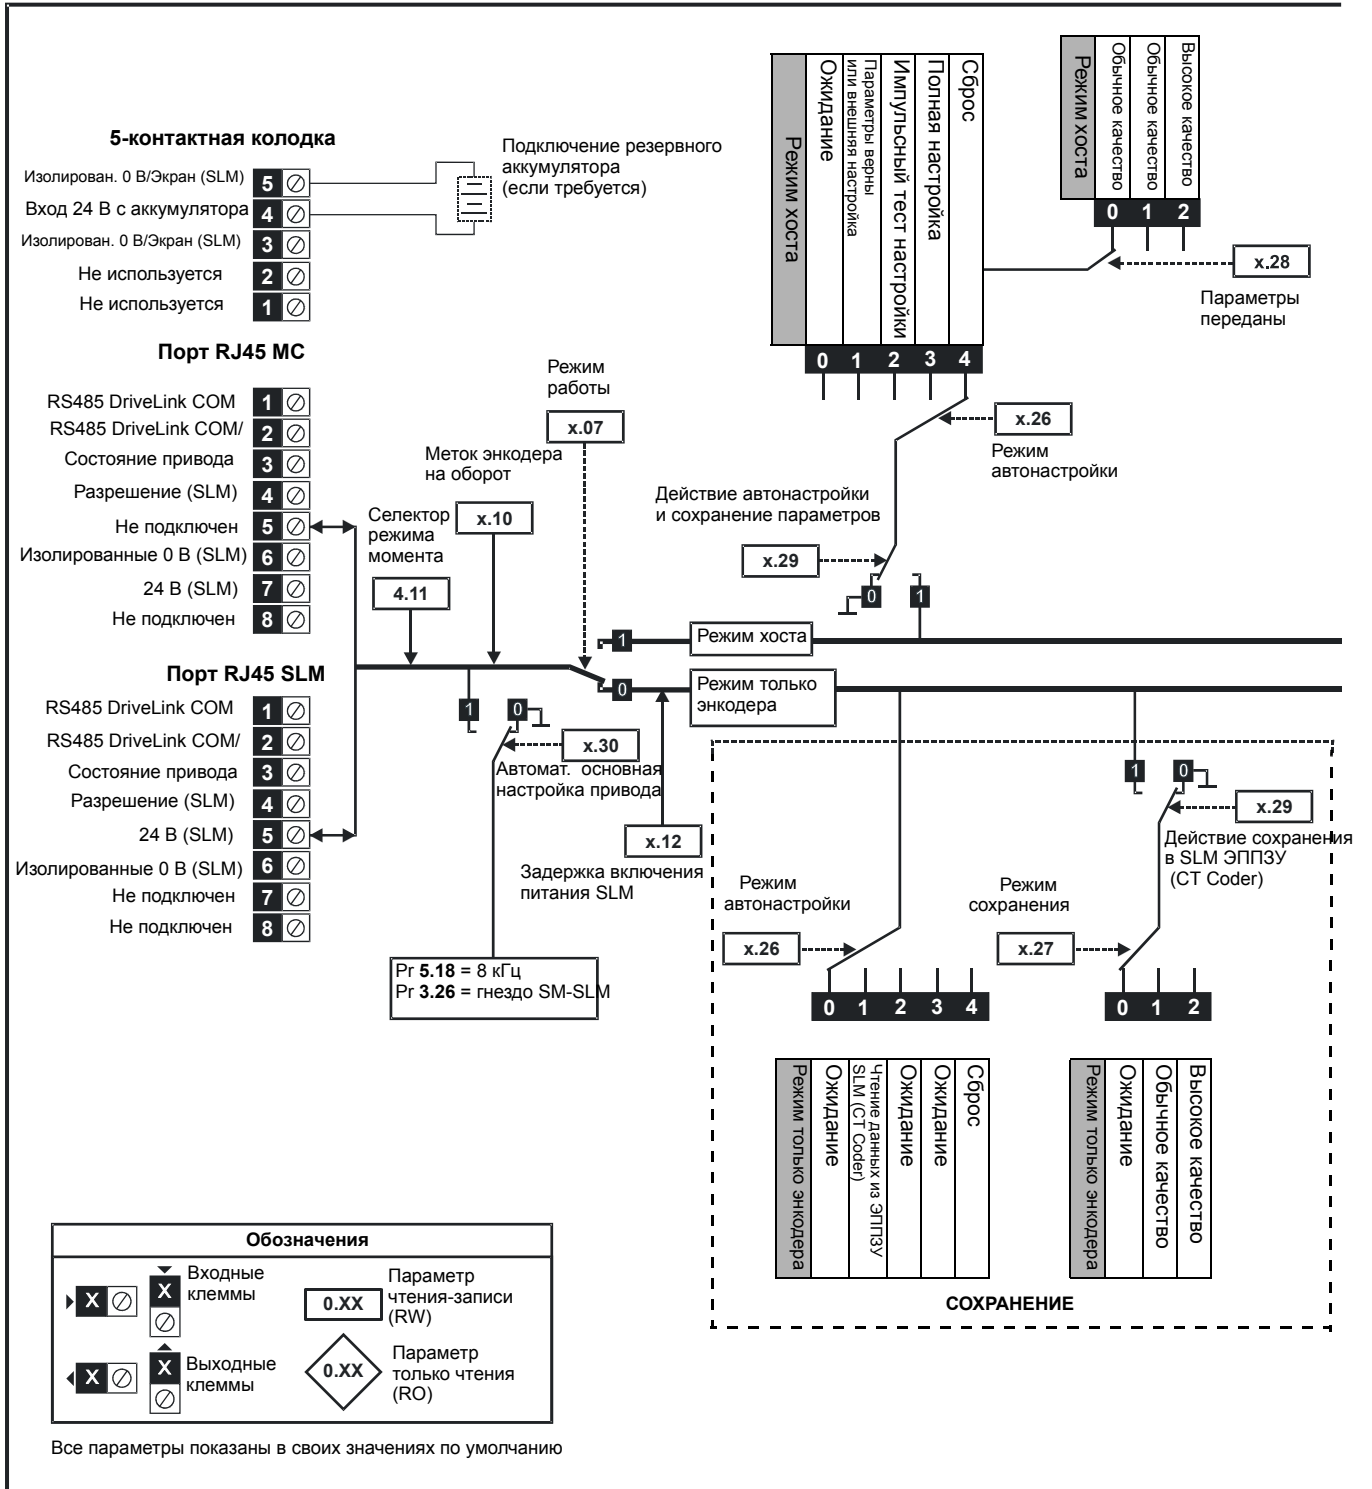 5-контактная колодка
Изолирован. 0 В/Экран (SLM) 5
Вход 24 В с аккумулятора 4
Изолирован. 0 В/Экран (SLM) 3
Не используется 2
Не используется 1
Подключение резервного
аккумулятора
(если требуется)
Режим хоста
Ожидание
Параметры верны
или внешняя настройка
Импульсный тест настройки
Полная настройка
Сброс
0 1 2 3 4
Режим хоста
Обычное качество
Обычное качество
Высокое качество
0 1 2
x.28
Параметры
переданы
x.26
Режим
автонастройки
Порт RJ45 MC
RS485 DriveLink COM 1
RS485 DriveLink COM/ 2
Состояние привода 3
Разрешение (SLM) 4
Не подключен 5
Изолированные 0 В (SLM) 6
24 В (SLM) 7
Не подключен 8
Режим
работы
x.07
Меток энкодера
на оборот
x.10
Селектор
режима
момента
4.11
Действие автонастройки
и сохранение параметров
x.29
0 1
1 Режим хоста
0 Режим только
энкодера
Порт RJ45 SLM
RS485 DriveLink COM 1
RS485 DriveLink COM/ 2
Состояние привода 3
Разрешение (SLM) 4
24 В (SLM) 5
Изолированные 0 В (SLM) 6
Не подключен 7
Не подключен 8
1 0
x.30
Автомат. основная
настройка привода
x.12
Задержка включения
питания SLM
Pr 5.18 = 8 кГц
Pr 3.26 = гнездо SM-SLM
1 0
x.29
Действие сохранения
в SLM ЭППЗУ
(CT Coder)
Режим
автонастройки
x.26
0 1 2 3 4
Режим
сохранения
x.27
0 1 2
Режим только энкодера
Ожидание
Чтение данных из ЭППЗУ
SLM (CT Coder)
Ожидание
Ожидание
Сброс
Режим только энкодера
Ожидание
Обычное качество
Высокое качество
СОХРАНЕНИЕ
Обозначения
X X
Входные
клеммы
0.XX
Параметр
чтения-записи
(RW)
X X
Выходные
клеммы
0.XX
Параметр
только чтения
(RO)
Все параметры показаны в своих значениях по умолчанию